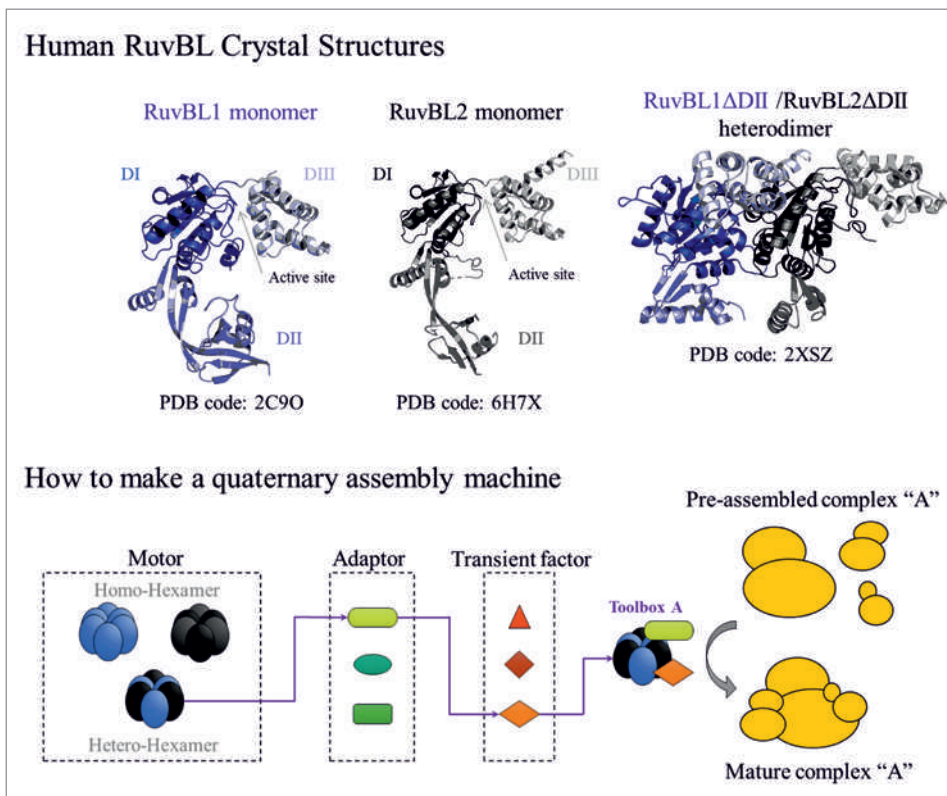 Human RuvBL Crystal Structures
RuvBL1 monomer
RuvBL2 monomer
RuvBL1ΔDII /RuvBL2ΔDII
heterodimer
DI
DIII
DI
DIII
Active site
Active site
DII
DII
PDB code: 2C9O
PDB code: 6H7X
PDB code: 2XSZ
How to make a quaternary assembly machine
Pre-assembled complex “A”
Motor
Adaptor
Transient factor
Homo-Hexamer
Toolbox A
Hetero-Hexamer
Mature complex “A”